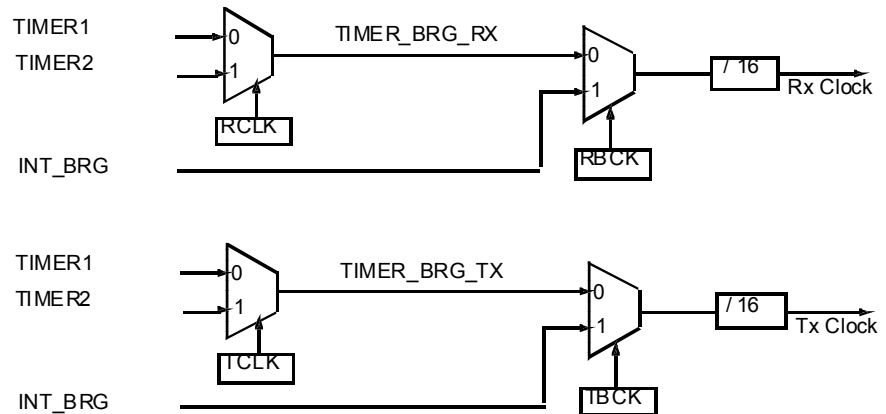 TIMER1
TIMER2
0
1
TIMER_BRG_RX
0
1
/ 16
Rx Clock
RCLK
RBCK
INT_BRG
TIMER1
TIMER2
0
1
TIMER_BRG_TX
0
1
/ 16
Tx Clock
TCLK
TBCK
INT_BRG